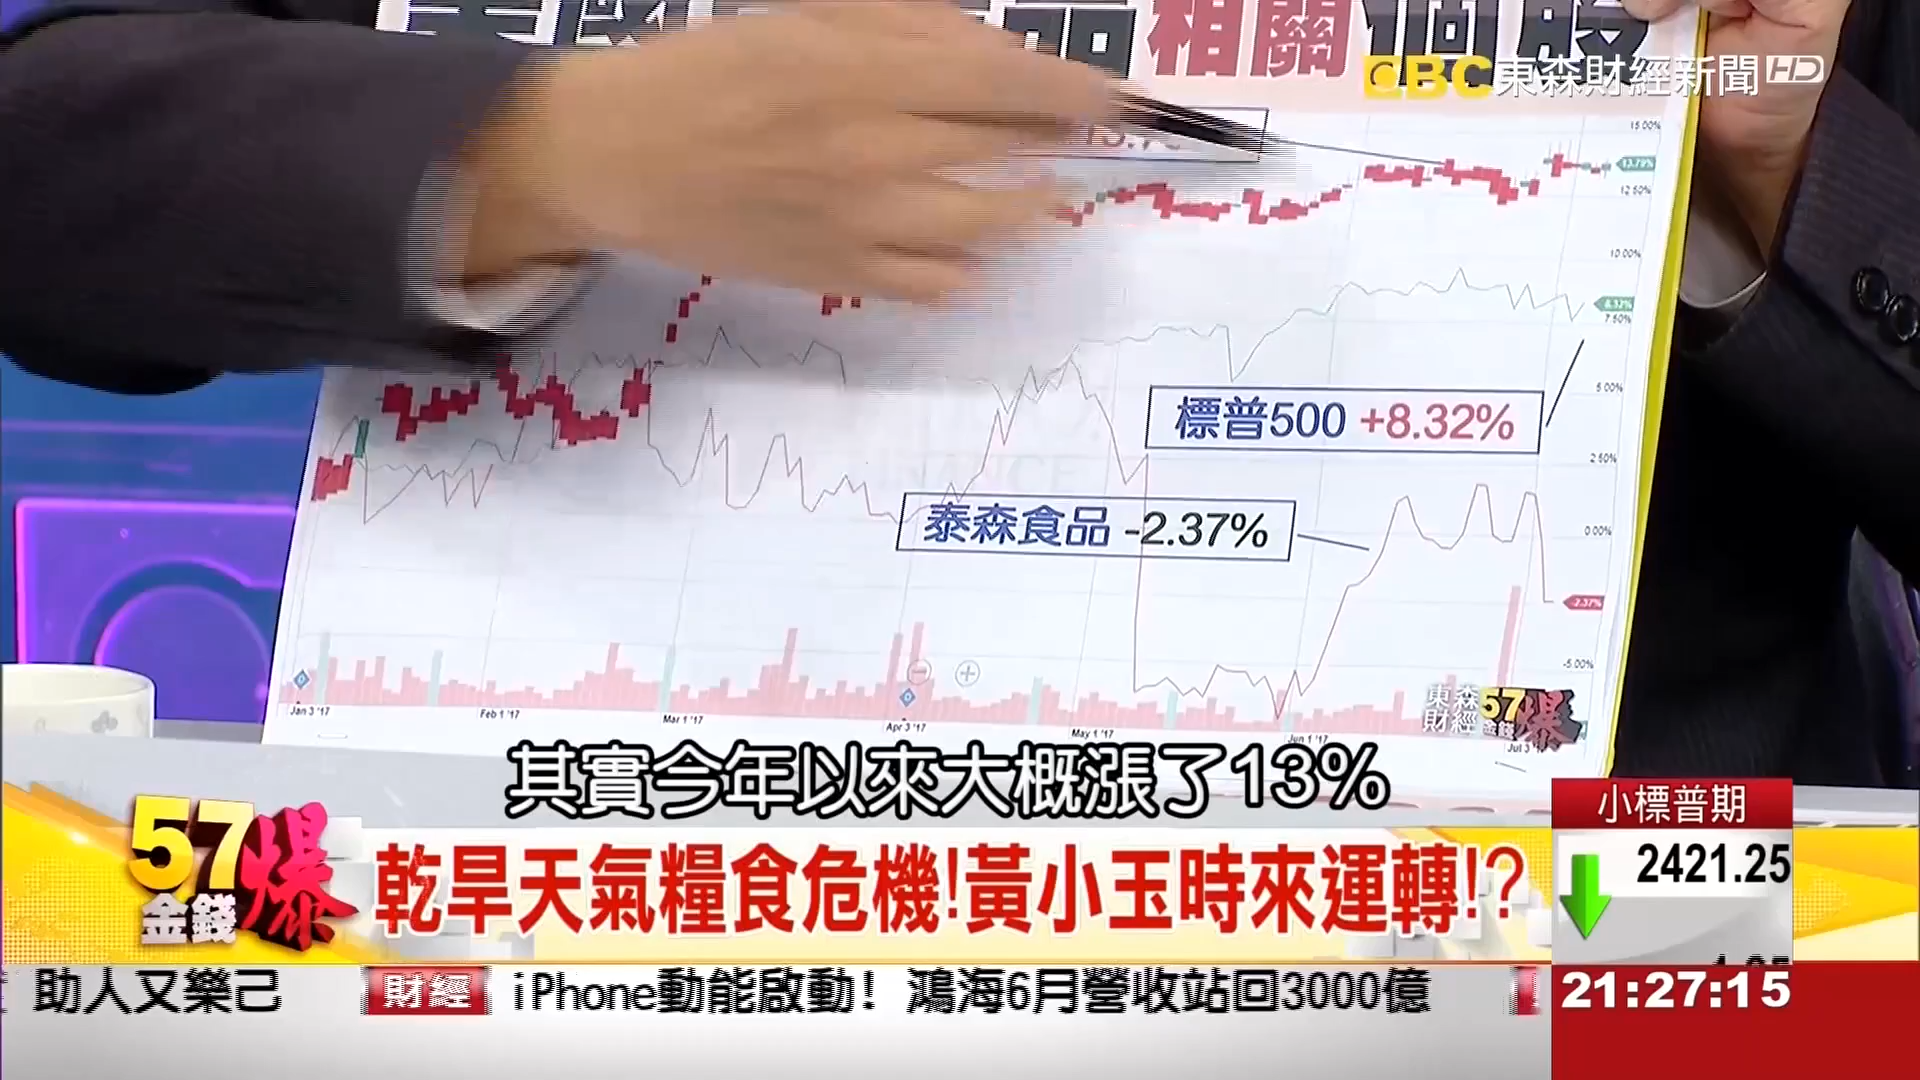 相關個股
EBC東森財經新聞HD
15.00%
13.79%
12.50%
10.00%
8.32%
7.50%
5.00%
標普500 +8.32%
2.50%
泰森食品 -2.37%
0.00%
-2.37%
-5.00%
Jan 3 '17
Feb 1 '17
Mar 1 '17
Apr 3 '17
May 1 '17
Jun 1 '17
Jul 3
東森財經 57金錢爆
其實今年以來大概漲了13%
57金錢爆
乾旱天氣糧食危機!黃小玉時來運轉!?
小標普期
2421.25
助人又樂己
財經
iPhone動能啟動! 鴻海6月營收站回3000億
21:27:15